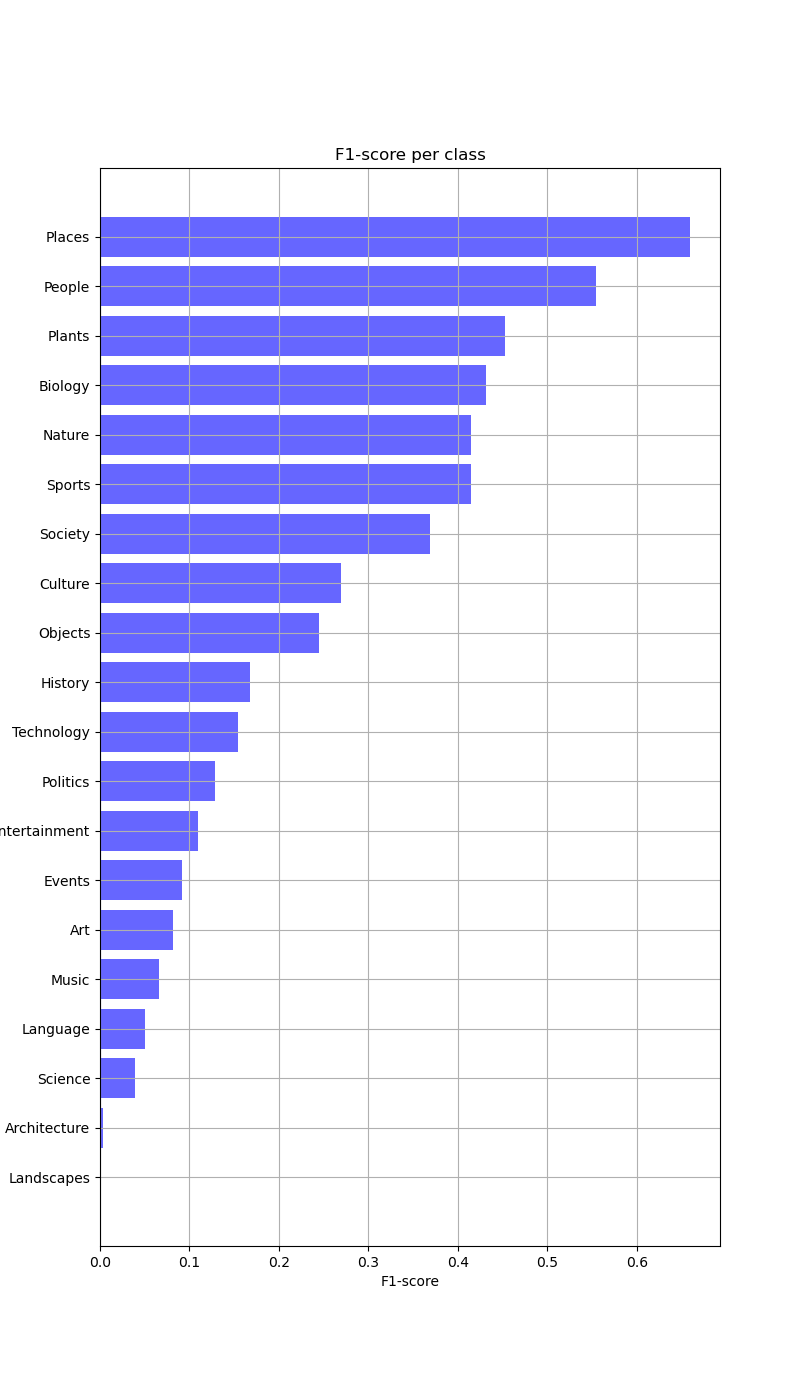 F1-score per class
Places
People
Plants
Biology
Nature
Sports
Society
Culture
Objects
History
Technology
Politics
ntertainment
Events
Art
Music
Language
Science
Architecture
Landscapes
0.0 0.1 0.2 0.3 0.4 0.5 0.6
F1-score